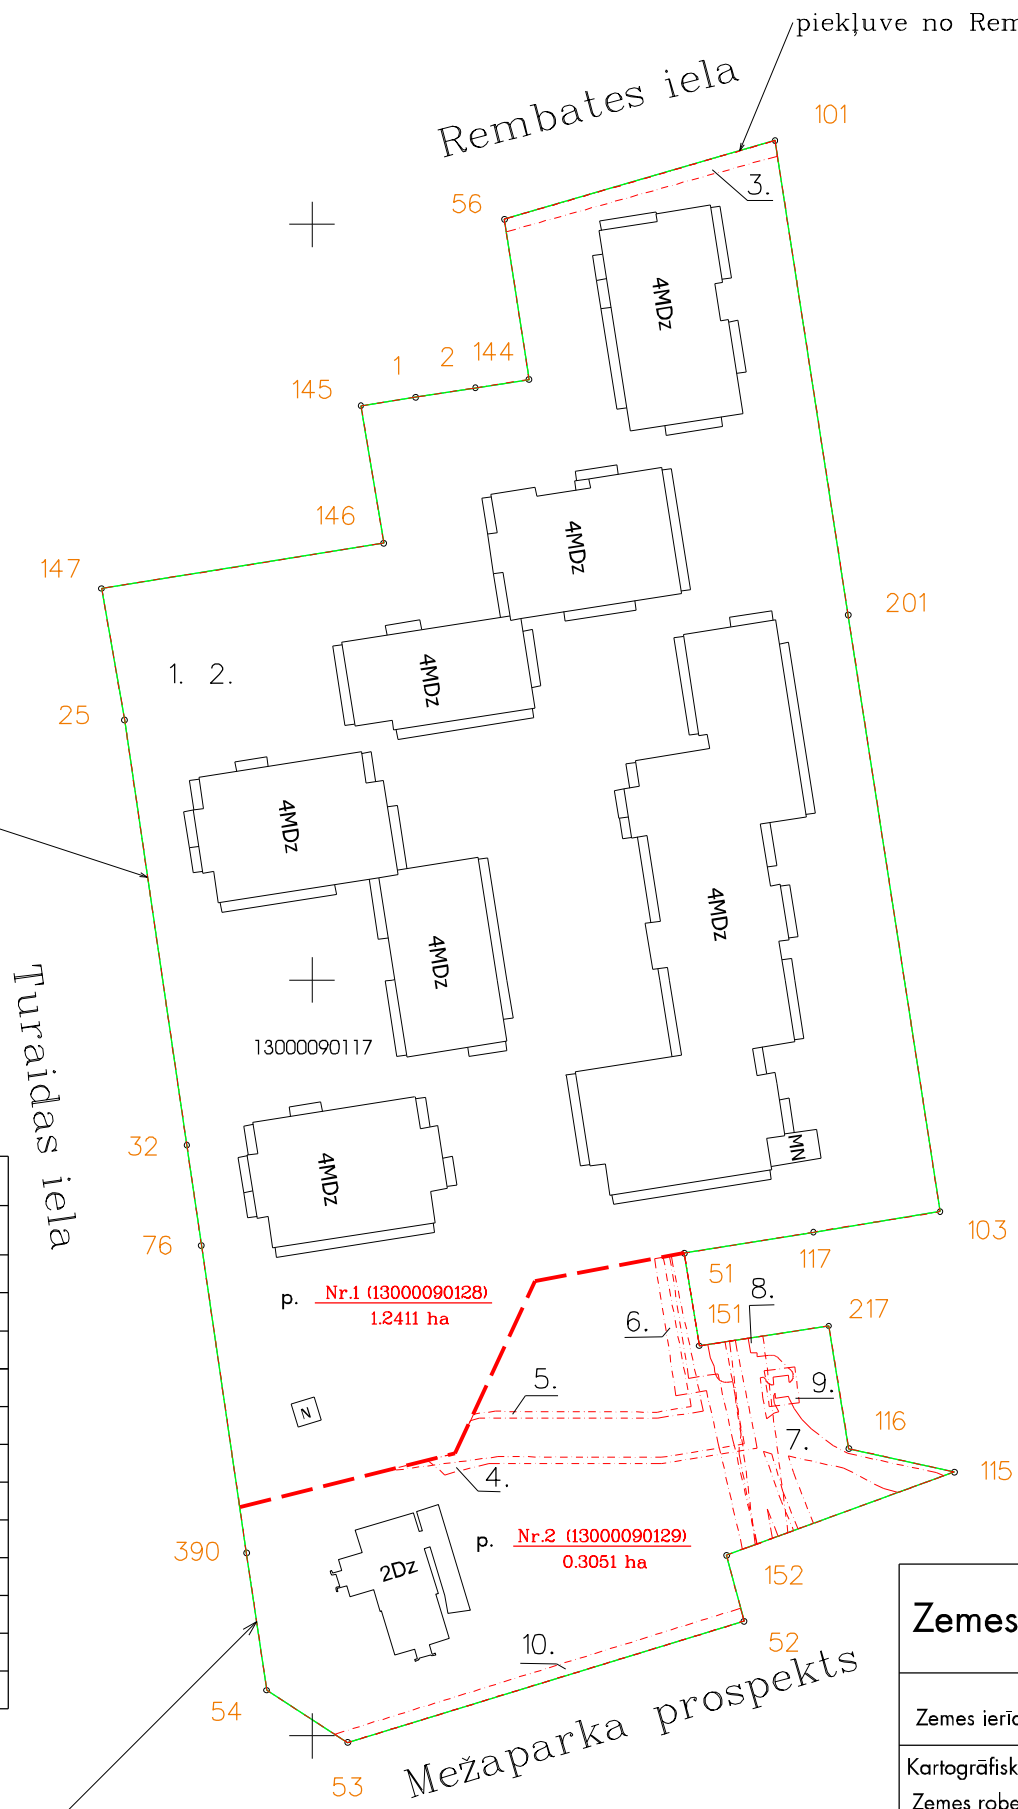 piekļuve no Rem
Rembates iela
101
56
3.
4MDz
144
2
1
145
146
4MDz
147
201
1. 2.
4MDz
25
4MDz
4MDz
4MDz
Turaidas iela
13000090117
32
MN
4MDz
76
103
117
51
p. Nr.1 (13000090128)
1.2411 ha
151
8.
217
6.
5.
9.
N
116
7.
4.
115
390
p. Nr.2 (13000090129)
0.3051 ha
2Dz
152
Zemes
52
10.
Mežaparka prospekts
54
Zemes ierīc
Kartogrāfisk
53
Zemes robe